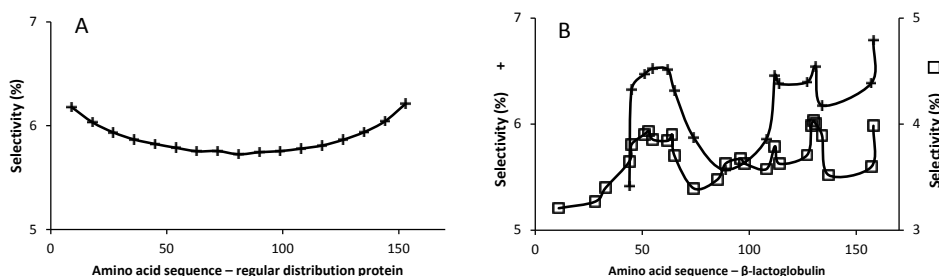 A
Selectivity (%)
7
6
5
0
50
100
150
Amino acid sequence – regular distribution protein
B
Selectivity (%) +
7
6
5
0
50
100
150
Amino acid sequence – β-lactoglobulin
5
4
3
Selectivity (%)